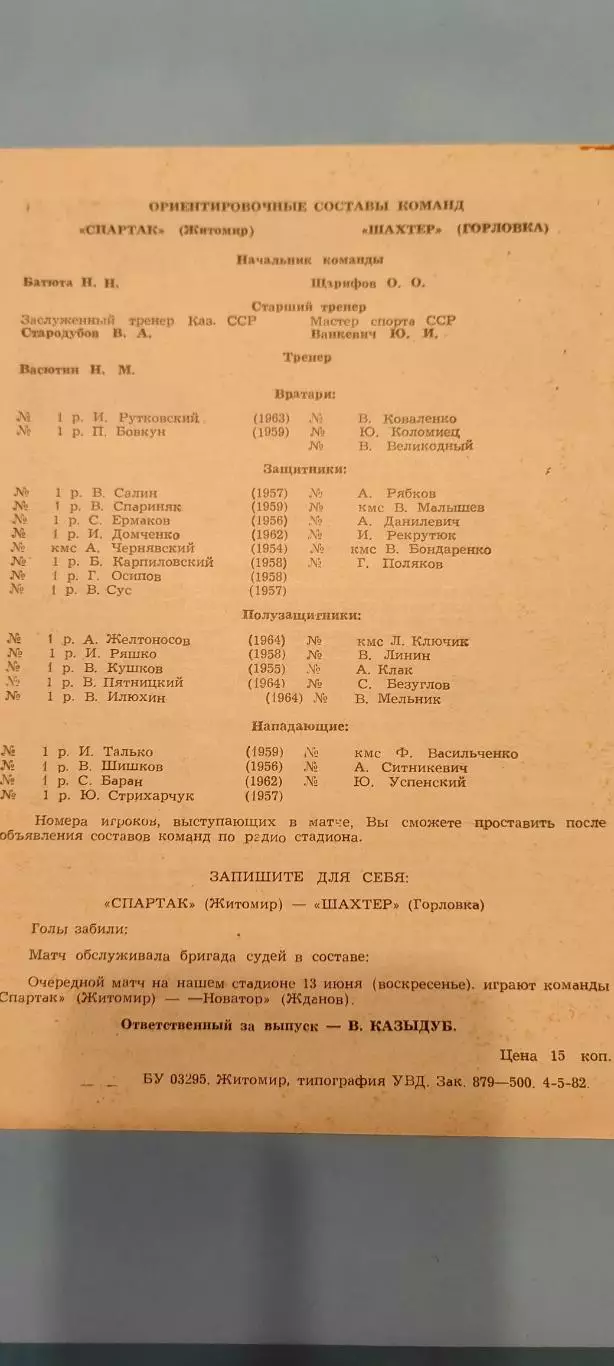 ОРИЕНТИРОВОЧНЫЕ СОСТАВЫ КОМАНД
«СПАРТАК» (Житомир) «ШАХТЕР» (ГОРЛОВКА)
Начальник команды
Батюта Н. Н. Шарифов О. О.
Старший тренер
Заслуженный тренер Каз. ССР Мастер спорта ССР
Стародубов В. А. Ванкевич Ю. И.
Тренер
Васютин Н. М.
Вратари:
№ 1 р. И. Рутковский (1963) № В. Коваленко
№ 1 р. П. Бовкун (1959) № Ю. Коломиец
№ В. Великодный
Защитники:
№ 1 р. В. Салин (1957) № А. Рябков
№ 1 р. В. Спариняк (1959) № кмс В. Малышев
№ 1 р. С. Ермаков (1956) № А. Данилевич
№ 1 р. И. Домченко (1962) № И. Рекрутюк
№ кмс А. Чернявский (1954) № кмс В. Бондаренко
№ 1 р. Б. Карпиловский (1958) № Г. Поляков
№ 1 р. Г. Осипов (1958)
№ 1 р. В. Сус (1957)
Полузащитники:
№ 1 р. А. Желтоносов (1964) № кмс Л. Ключик
№ 1 р. И. Ряшко (1958) № В. Линин
№ 1 р. В. Кушков (1955) № А. Клак
№ 1 р. В. Пятницкий (1964) № С. Безуглов
№ 1 р. В. Илюхин (1964) № В. Мельник
Нападающие:
№ 1 р. И. Талько (1959) № кмс Ф. Васильченко
№ 1 р. В. Шишков (1956) № А. Ситникевич
№ 1 р. С. Баран (1962) № Ю. Успенский
№ 1 р. Ю. Стрихарчук (1957)
Номера игроков, выступающих в матче, Вы сможете проставить после
объявления составов команд по радио стадиона.
ЗАПИШИТЕ ДЛЯ СЕБЯ:
«СПАРТАК» (Житомир) — «ШАХТЕР» (Горловка)
Голы забили:
Матч обслуживала бригада судей в составе:
Очередной матч на нашем стадионе 13 июня (воскресенье). играют команды
Спартак» (Житомир) — —Новатор» (Жданов).
Ответственный за выпуск — В. КАЗЫДУБ.
Цена 15 коп.
БУ 03295. Житомир, типография УВД. Зак. 879—500. 4-5-82.